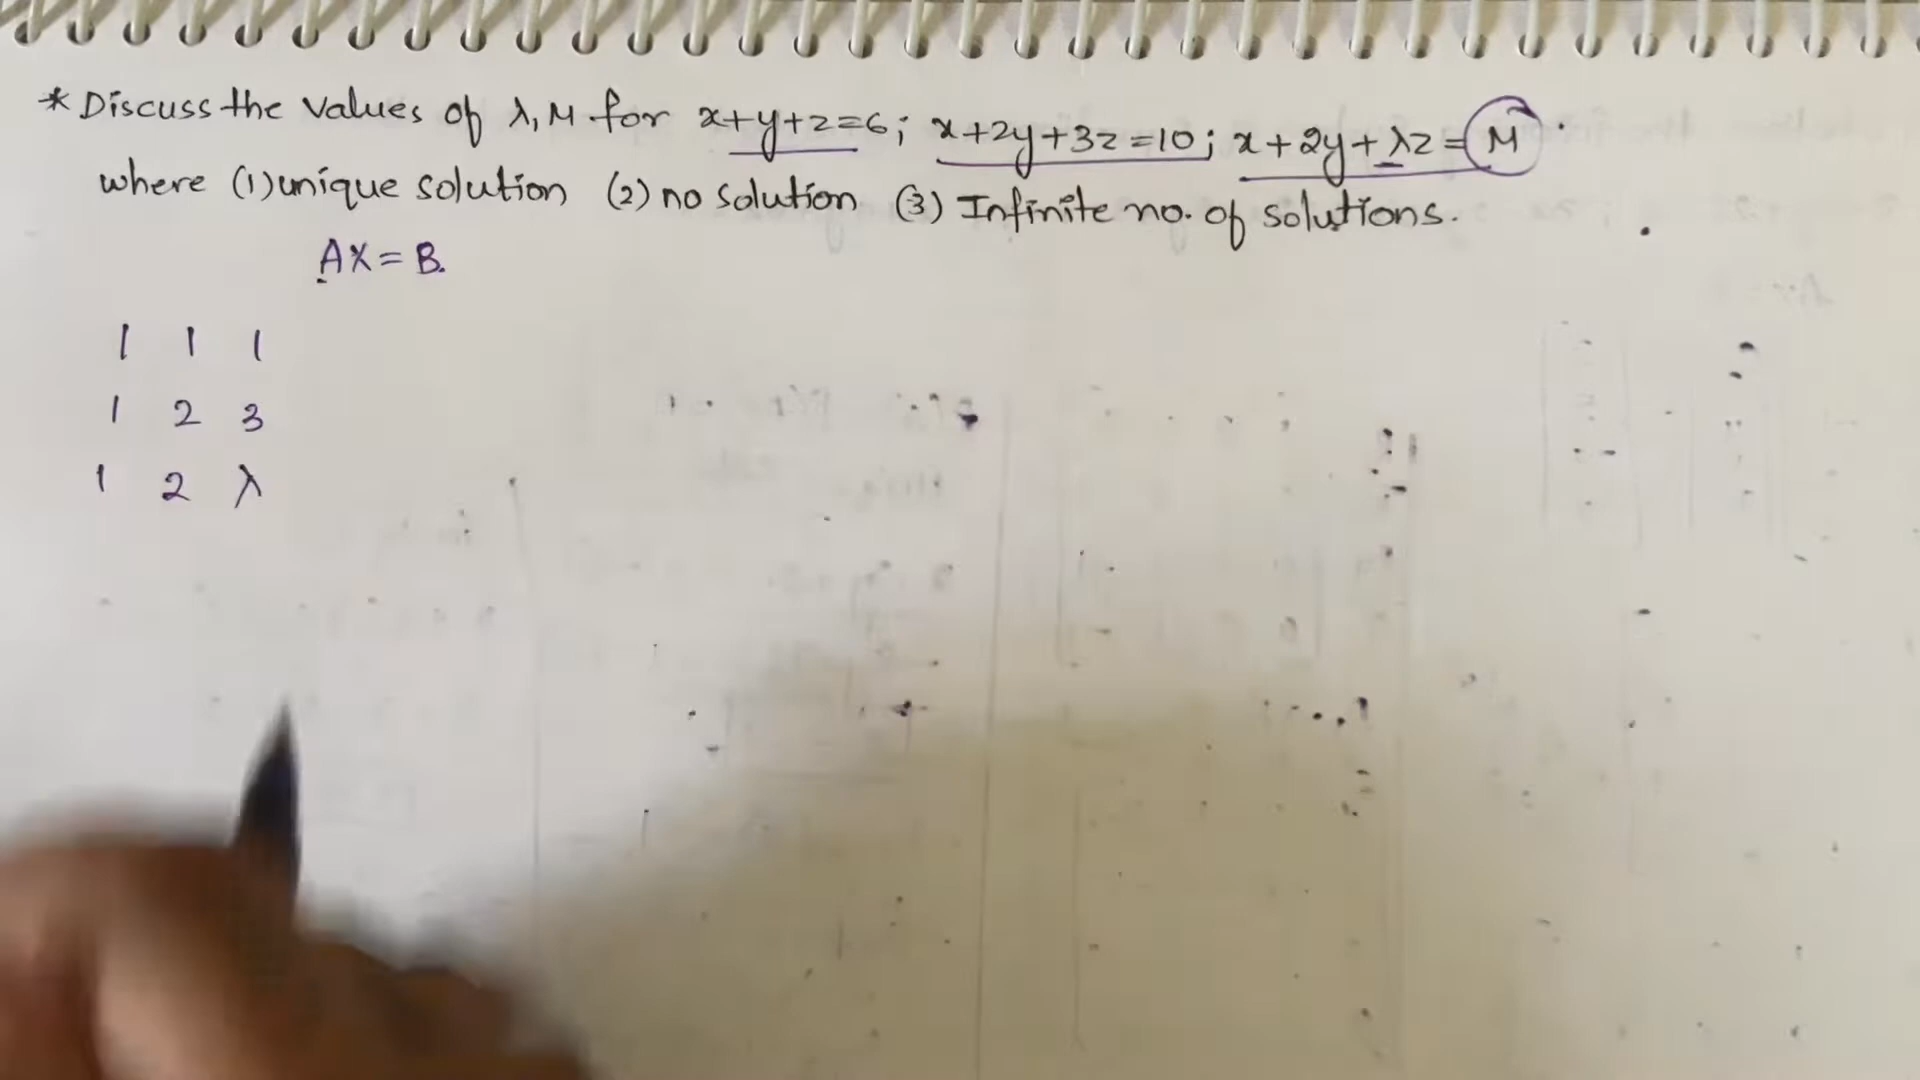 * Discuss the values of λ, M for x+y+z=6; x+2y+3z=10; x+2y+λz=M.
where (1) unique solution (2) no solution (3) Infinite no. of solutions.
AX=B.
1 1 1
1 2 3
1 2 λ